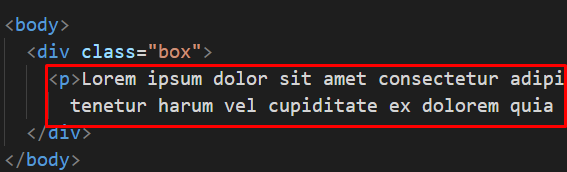 <body>
<div class="box">
<p>Lorem ipsum dolor sit amet consectetur adipi
tenetur harum vel cupiditate ex dolorem quia
</div>
</body>